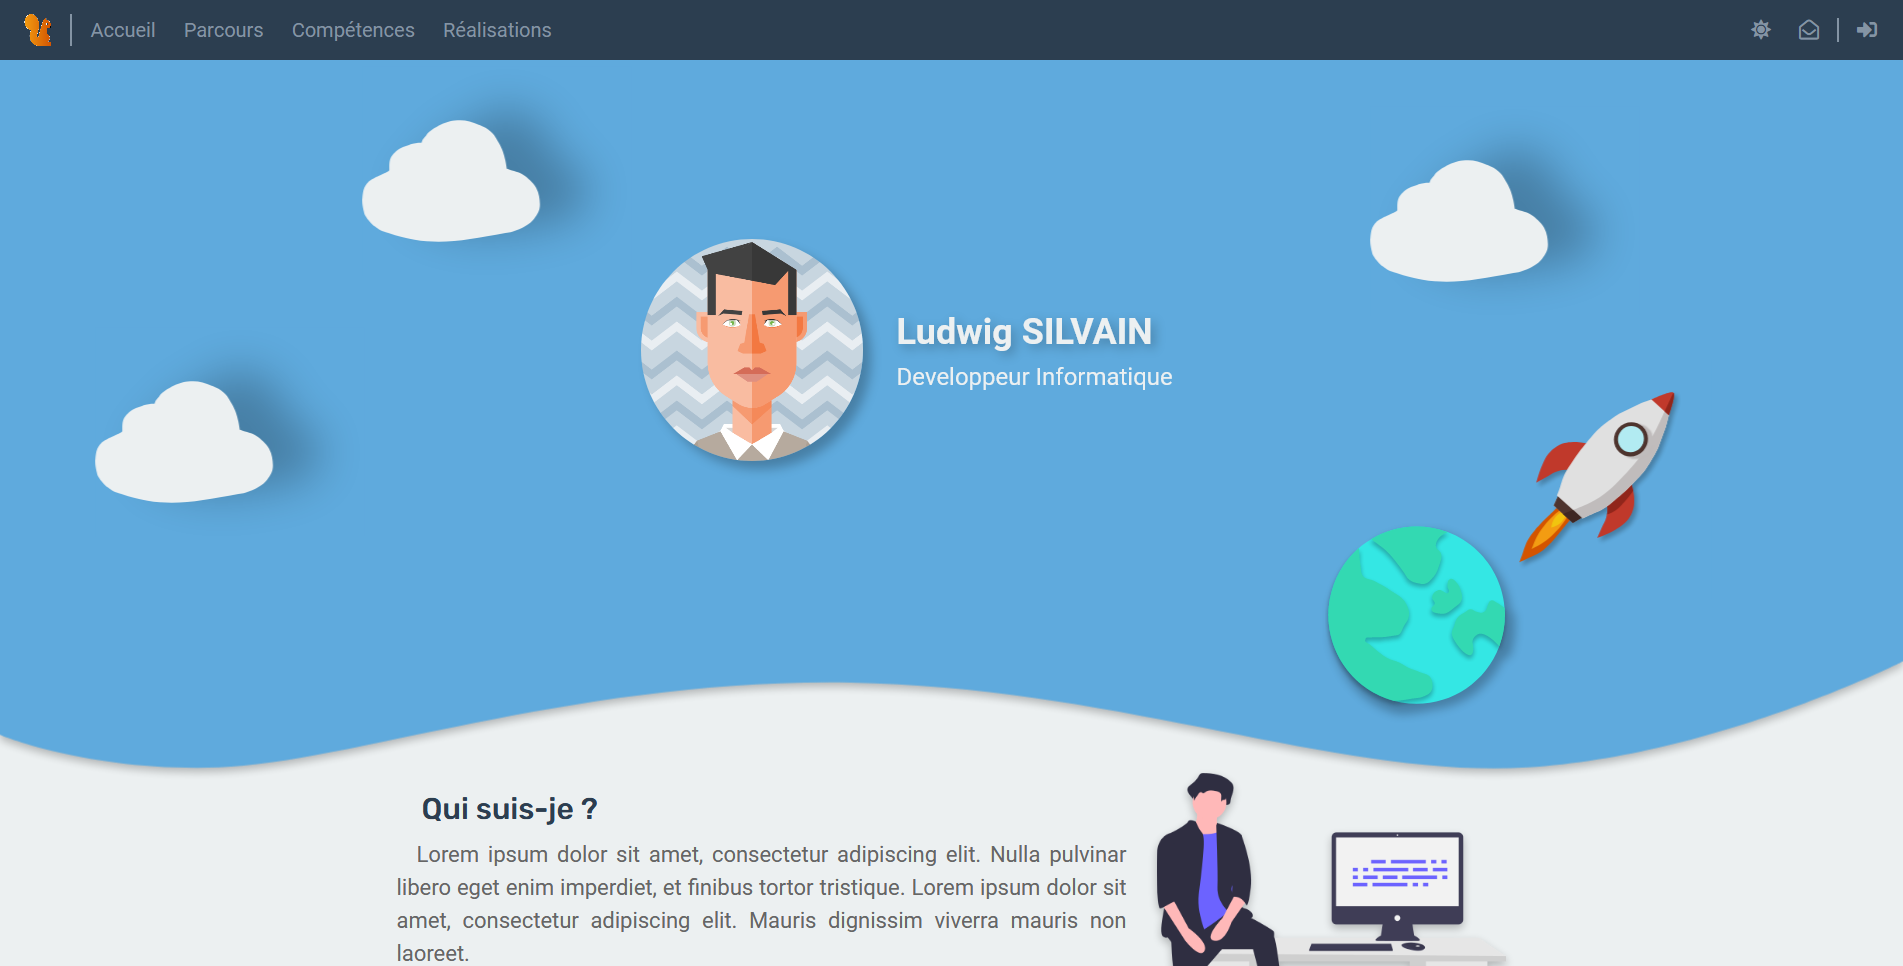 Accueil Parcours Compétences Réalisations
Ludwig SILVAIN
Developpeur Informatique
Qui suis-je ?
Lorem ipsum dolor sit amet, consectetur adipiscing elit. Nulla pulvinar
libero eget enim imperdiet, et finibus tortor tristique. Lorem ipsum dolor sit
amet, consectetur adipiscing elit. Mauris dignissim viverra mauris non
laoreet.